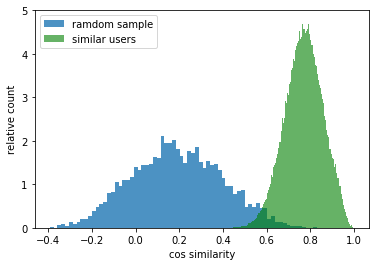 5
4
3
2
1
0
ramdom sample
similar users
relative count
−0.4 −0.2 0.0 0.2 0.4 0.6 0.8 1.0
cos similarity